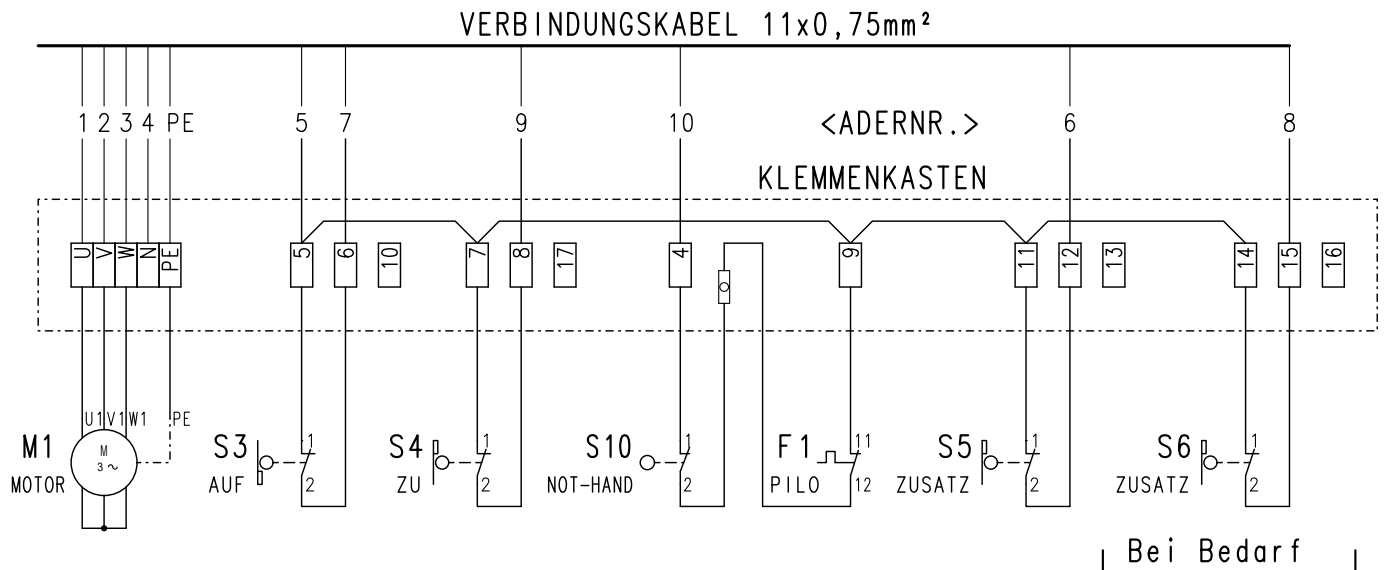 VERBINDUNGSKABEL 11x0,75mm²
1 2 3 4 PE 5 7 9 10 <ADERNR.> 6 8
KLEMMENKASTEN
U V W N PE 5 6 10 7 8 17 4 9 11 12 13 14 15 16
U1 V1 W1 PE
M1 M 3~ S3 1 S4 1 S10 1 F1 11 S5 1 S6 1
MOTOR AUF 2 ZU 2 NOT-HAND 2 PILO 12 ZUSATZ 2 ZUSATZ 2
Bei Bedarf